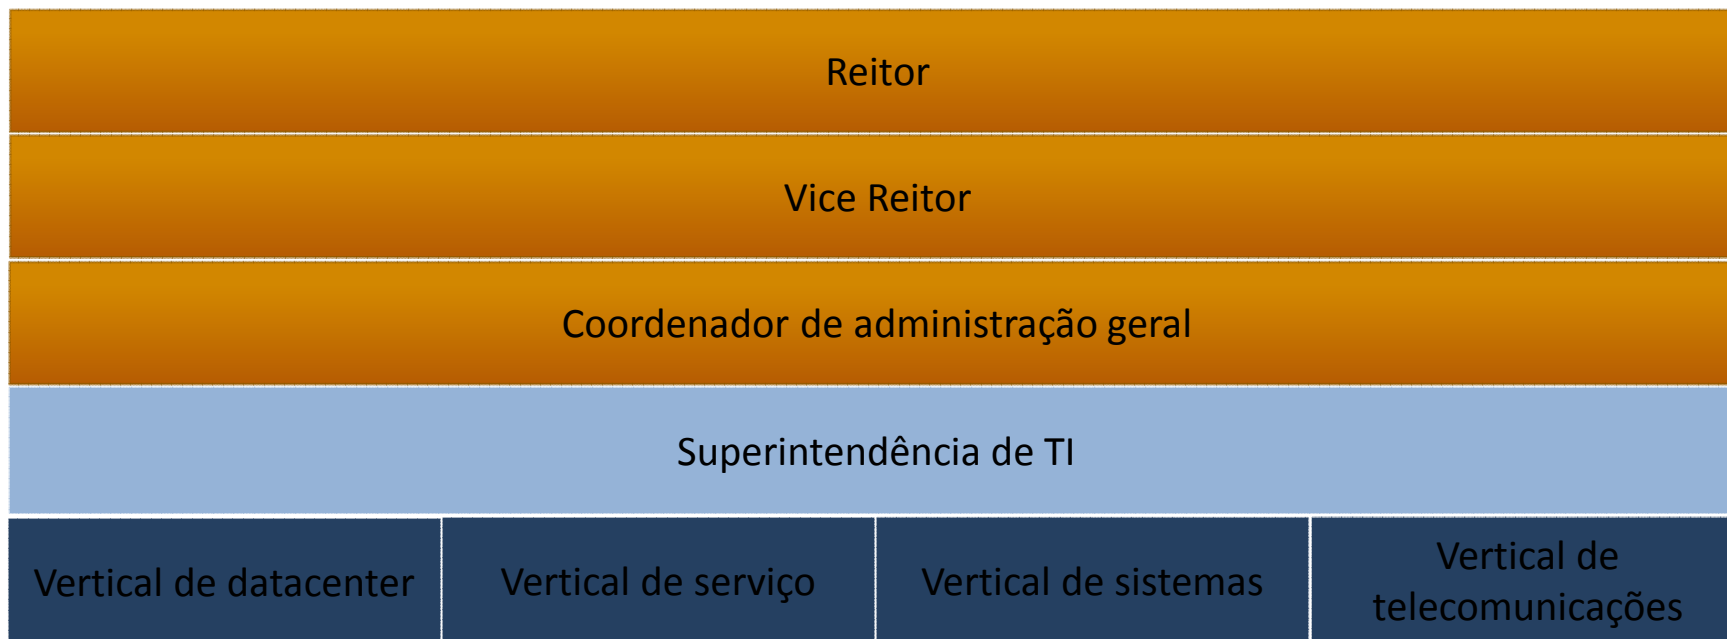 Reitor
Vice Reitor
Coordenador de administração geral
Superintendência de TI
Vertical de datacenter
Vertical de serviço
Vertical de sistemas
Vertical de
telecomunicações